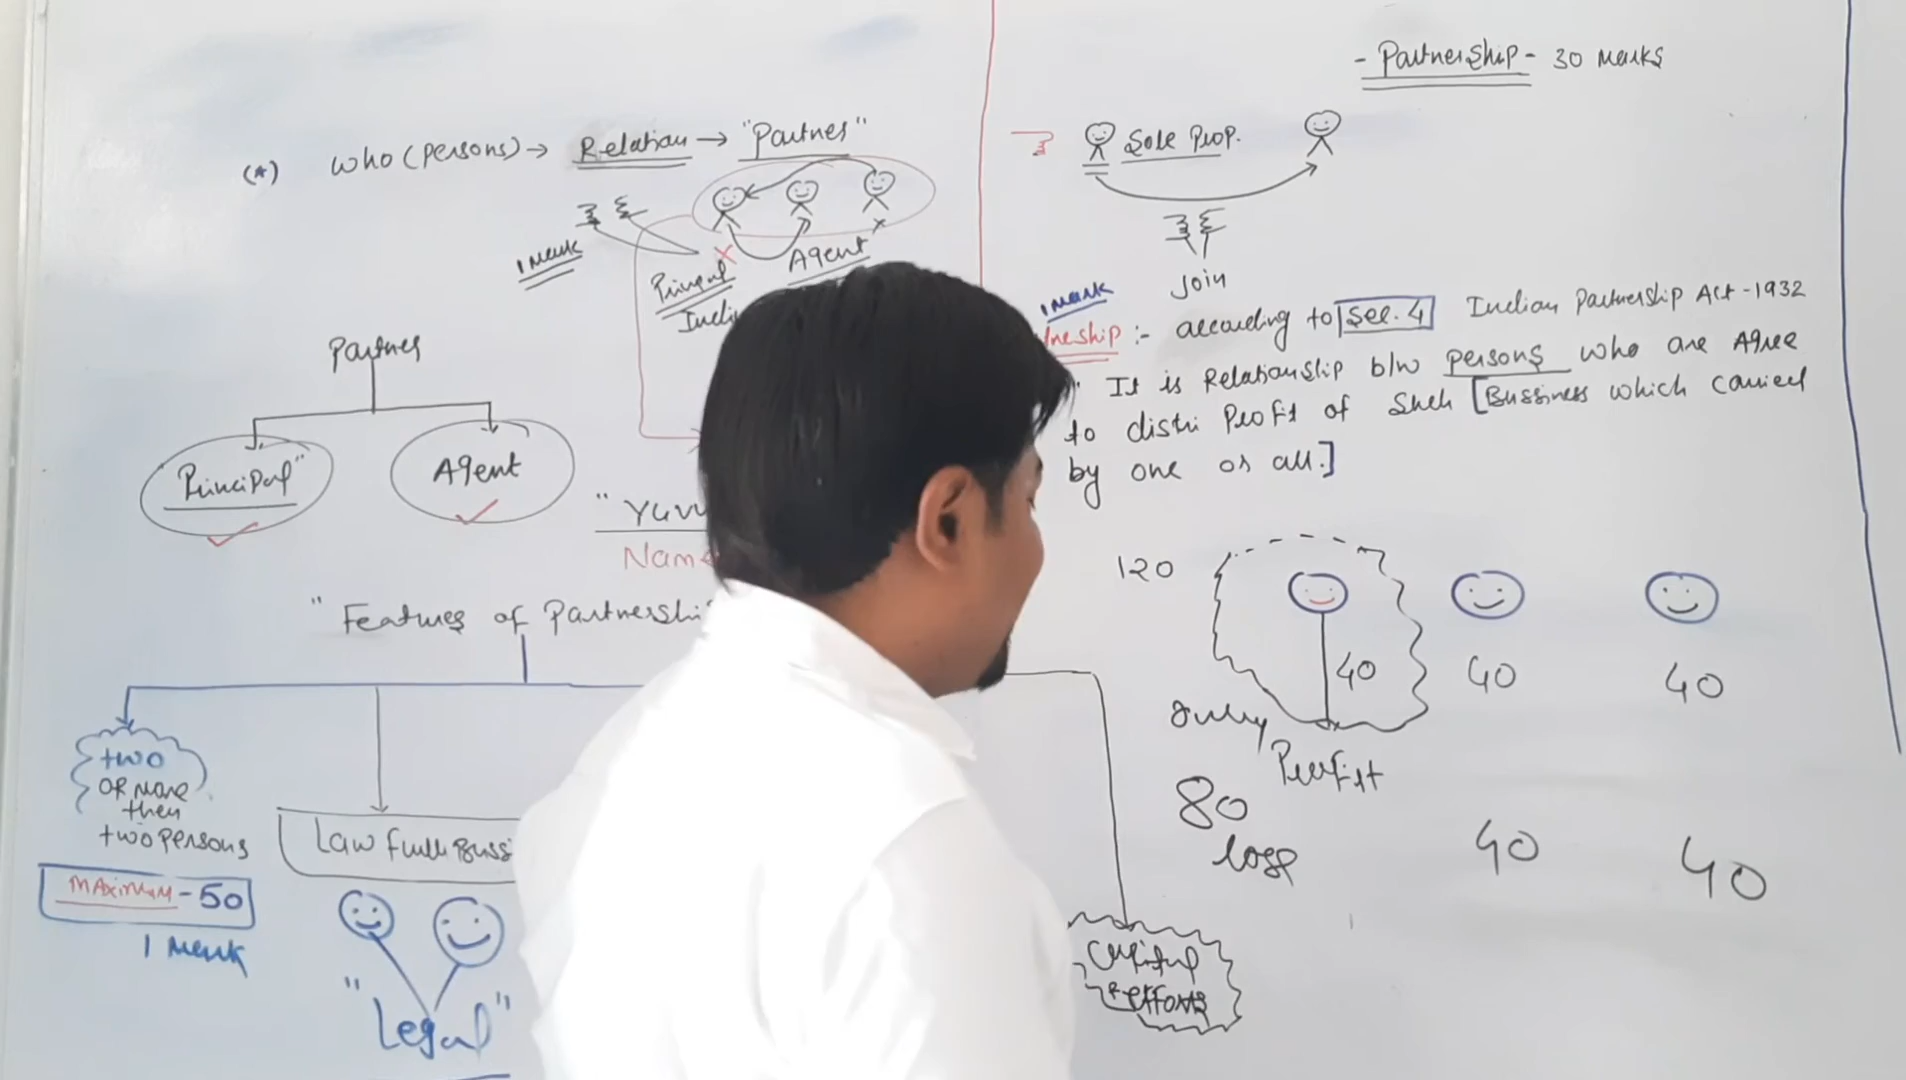 (*) Who (Persons) → Relation → "Partner"
1 Mark
Agent
Partner
Principal"
Agent
Name
"Features of Partnershi
two
OR More
then
two persons
MAXIMUM - 50
1 Mark
Law full Buss
"Legal"
- Partnership - 30 Marks
Sole Prop.
Join
1 Mark
neship :- according to Sec. 4 Indian Partnership Act - 1932
" It is Relationship b/w Persons who are Agree
to distri Profit of Such [Bussiness which carried
by one or all.]
120
40 40 40
Profit
80
loss
40 40
Capital
& efforts